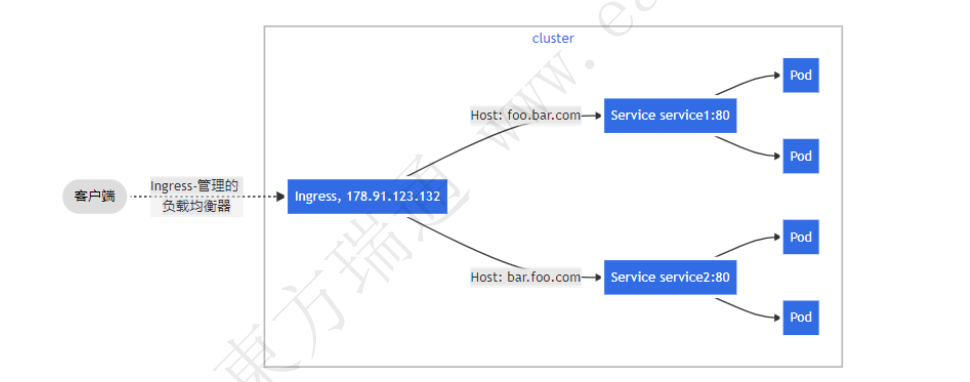 cluster
Pod
Host: foo.bar.com
Service service1:80
Pod
客户端
Ingress-管理的
负载均衡器
Ingress, 178.91.123.132
Pod
Host: bar.foo.com
Service service2:80
Pod
東方瑞通 www. ea